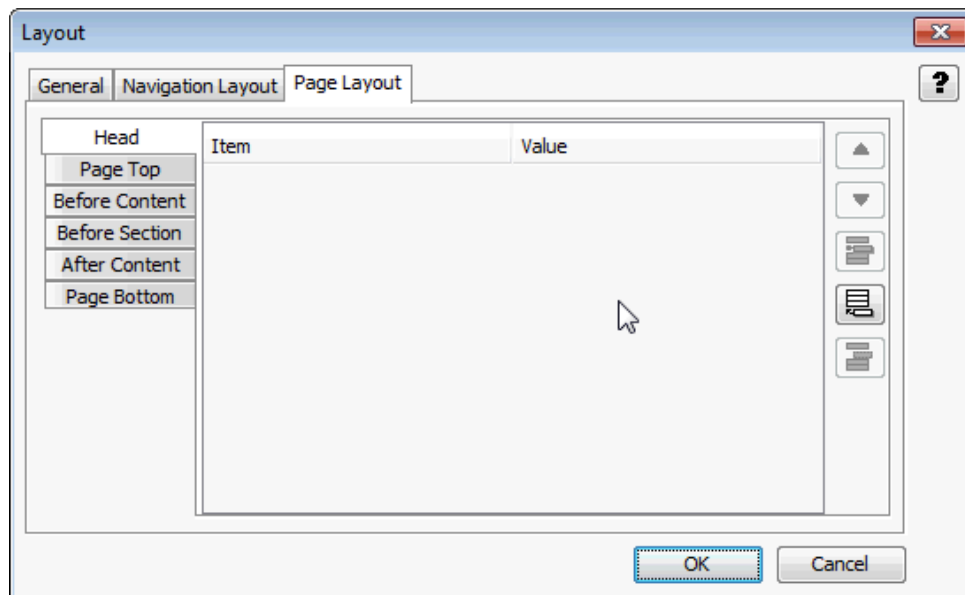 Layout
General Navigation Layout Page Layout ?
Head
Item Value
Page Top
Before Content
Before Section
After Content
Page Bottom
OK Cancel